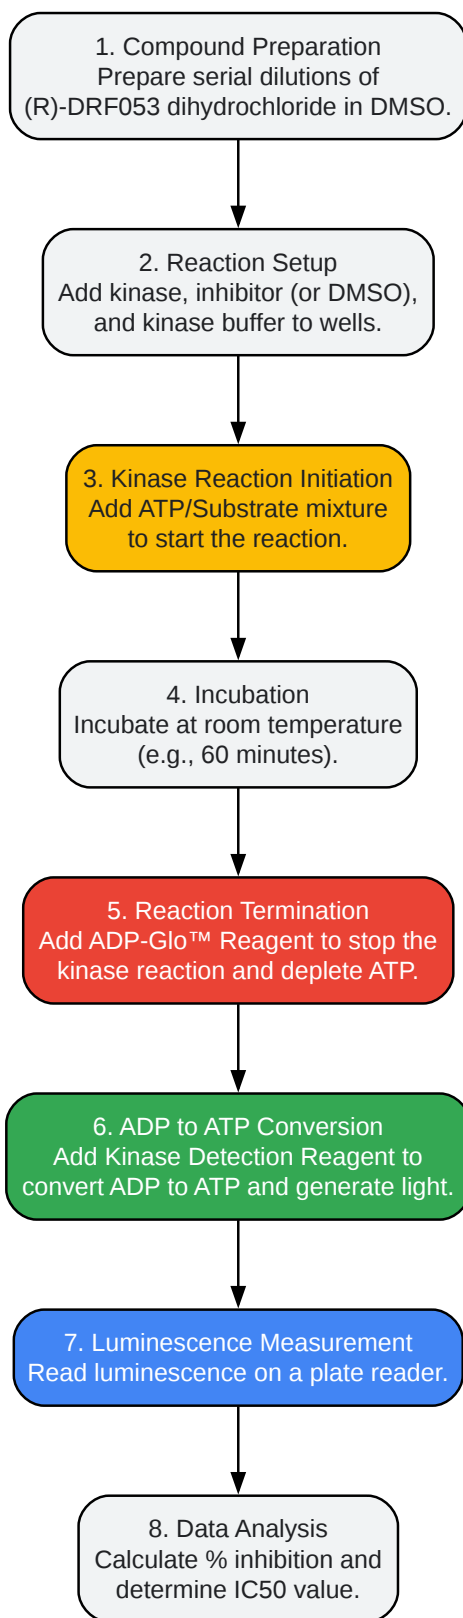 1. Compound Preparation
Prepare serial dilutions of
(R)-DRF053 dihydrochloride in DMSO.
2. Reaction Setup
Add kinase, inhibitor (or DMSO),
and kinase buffer to wells.
3. Kinase Reaction Initiation
Add ATP/Substrate mixture
to start the reaction.
4. Incubation
Incubate at room temperature
(e.g., 60 minutes).
5. Reaction Termination
Add ADP-Glo™ Reagent to stop the
kinase reaction and deplete ATP.
6. ADP to ATP Conversion
Add Kinase Detection Reagent to
convert ADP to ATP and generate light.
7. Luminescence Measurement
Read luminescence on a plate reader.
8. Data Analysis
Calculate % inhibition and
determine IC50 value.